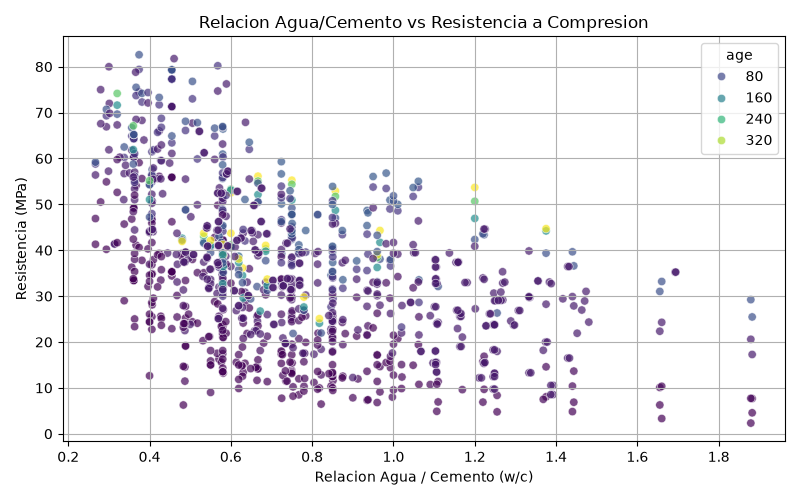 Relacion Agua/Cemento vs Resistencia a Compresion
age
80
160
240
320
Resistencia (MPa)
80
70
60
50
40
30
20
10
0
0.2 0.4 0.6 0.8 1.0 1.2 1.4 1.6 1.8
Relacion Agua / Cemento (w/c)